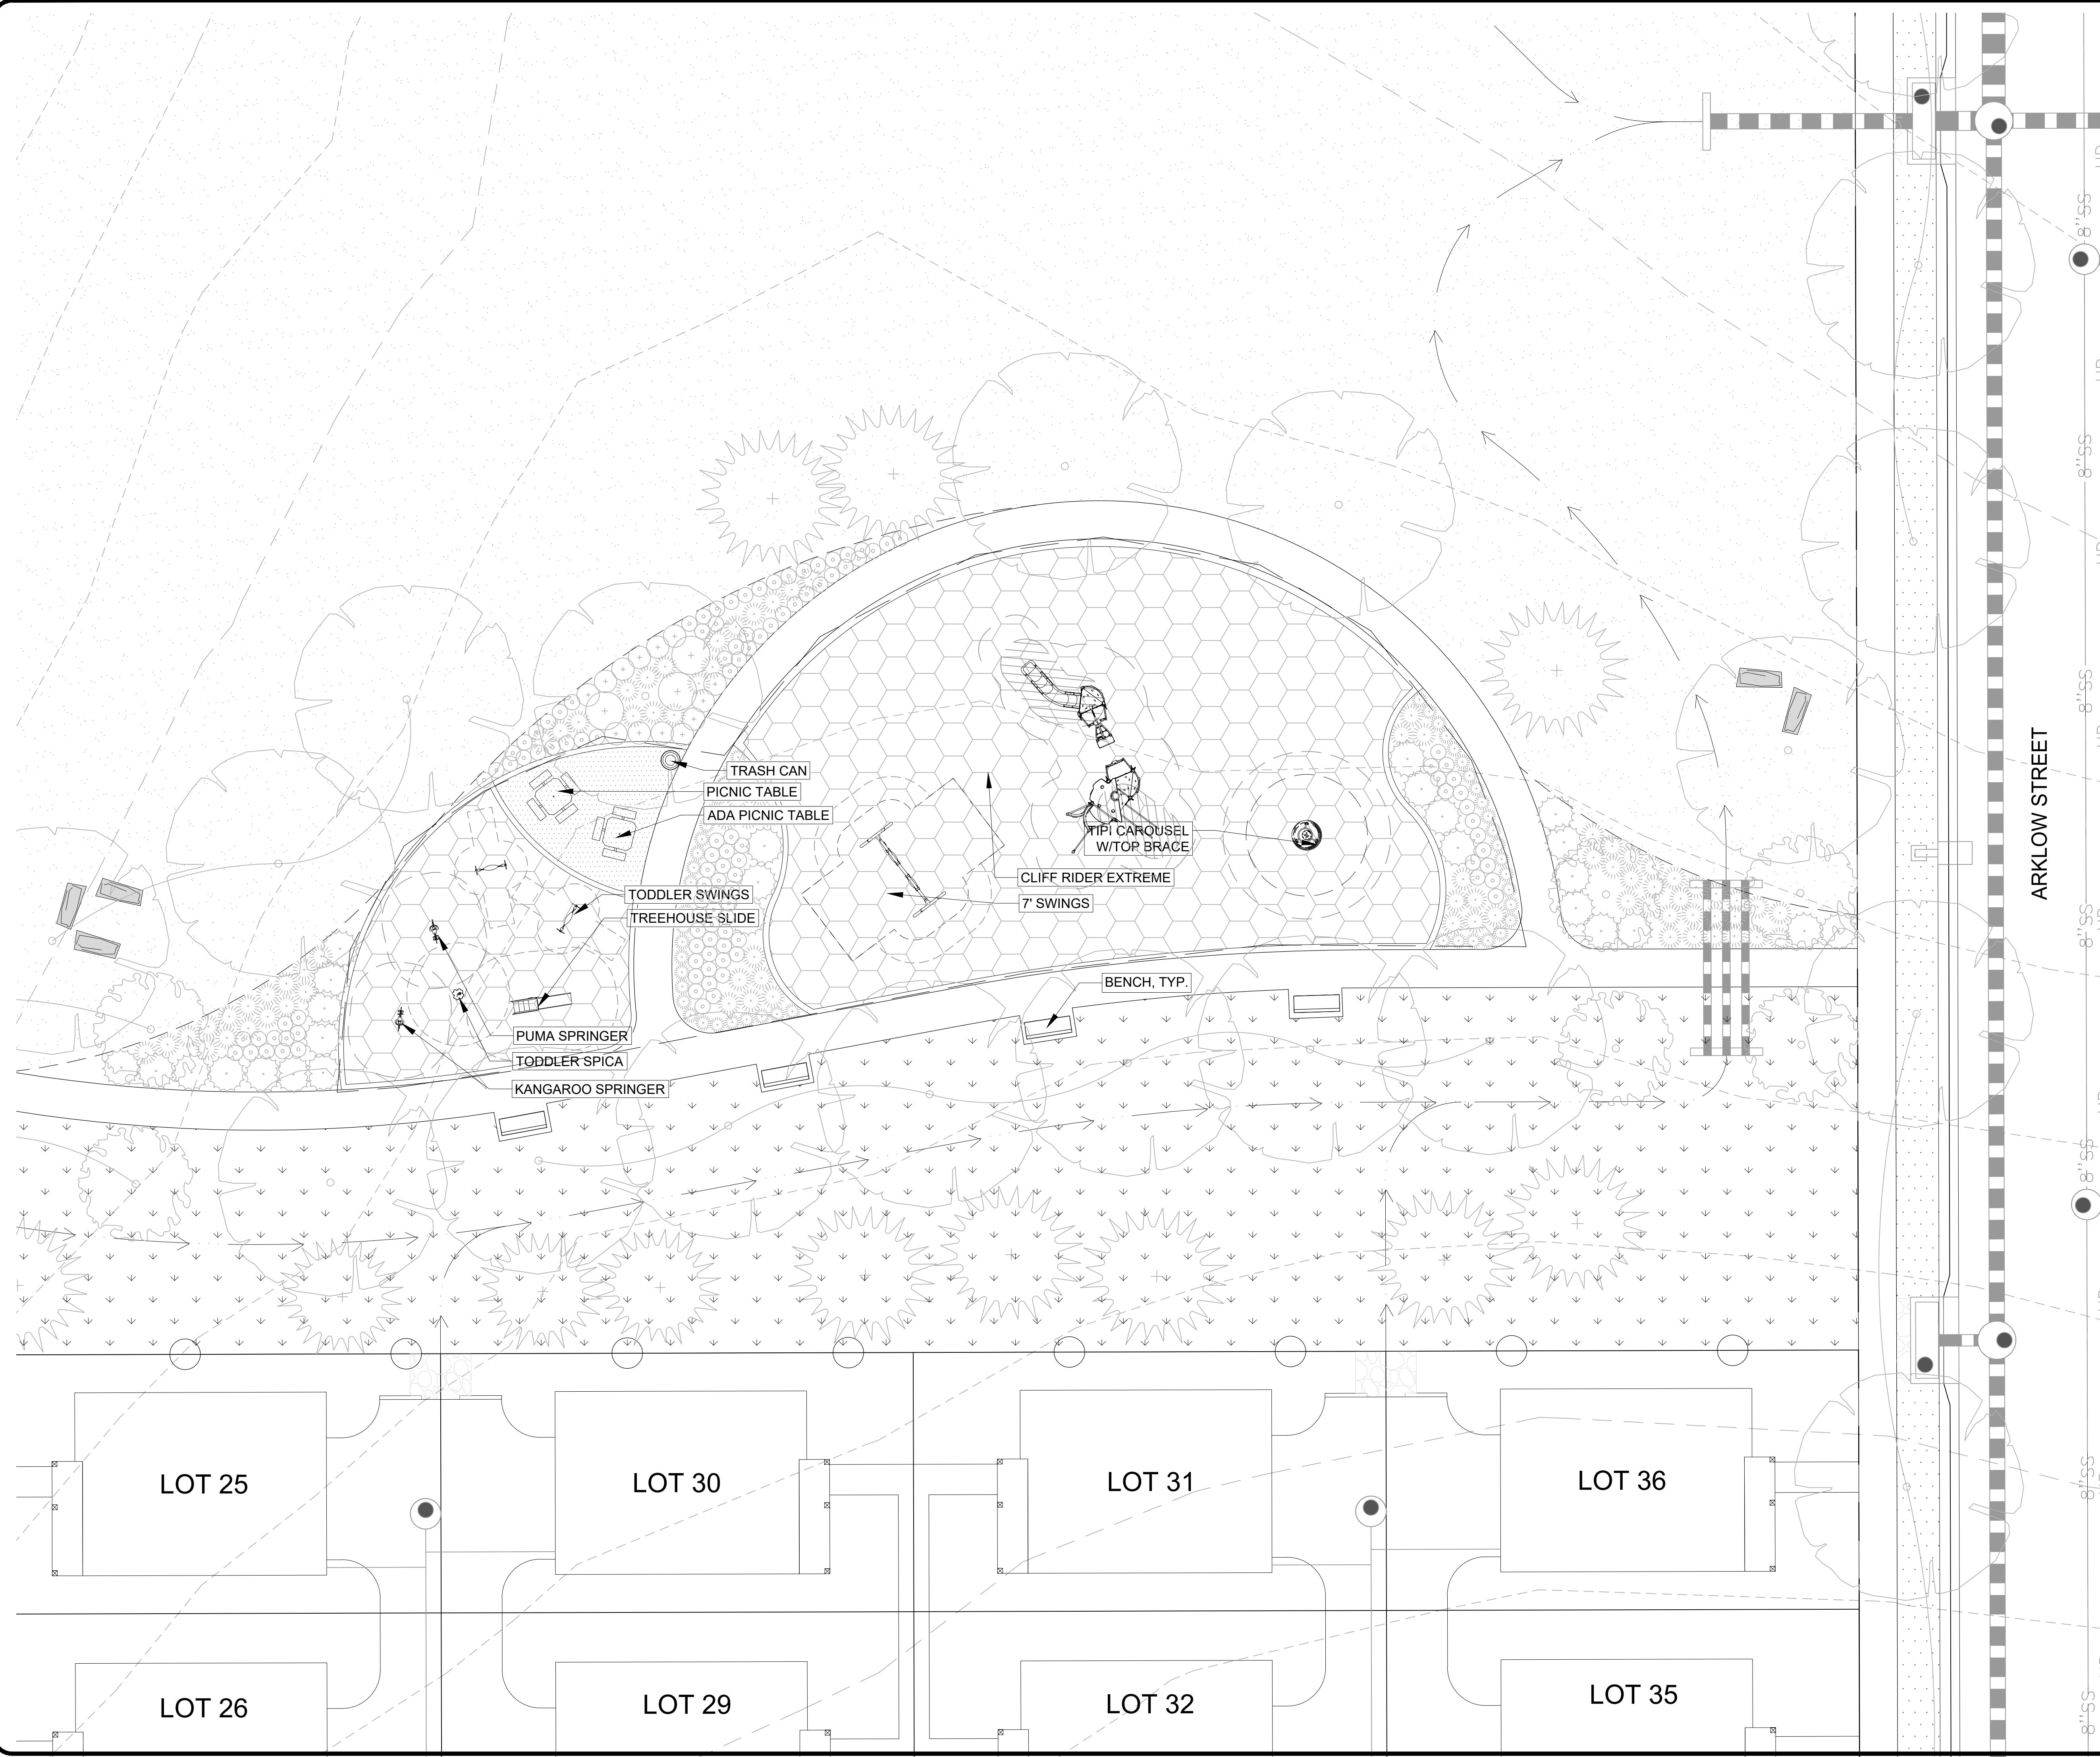 8"SS
8"SS
8"SS
ARKLOW STREET
TRASH CAN
PICNIC TABLE
ADA PICNIC TABLE
TIPI CAROUSEL
W/TOP BRACE
CLIFF RIDER EXTREME
TODDLER SWINGS
7' SWINGS
TREEHOUSE SLIDE
8"SS
BENCH, TYP.
PUMA SPRINGER
TODDLER SPICA
KANGAROO SPRINGER
8"SS
LOT 25
LOT 30
LOT 31
LOT 36
8"SS
LOT 26
LOT 29
LOT 32
LOT 35
8"SS